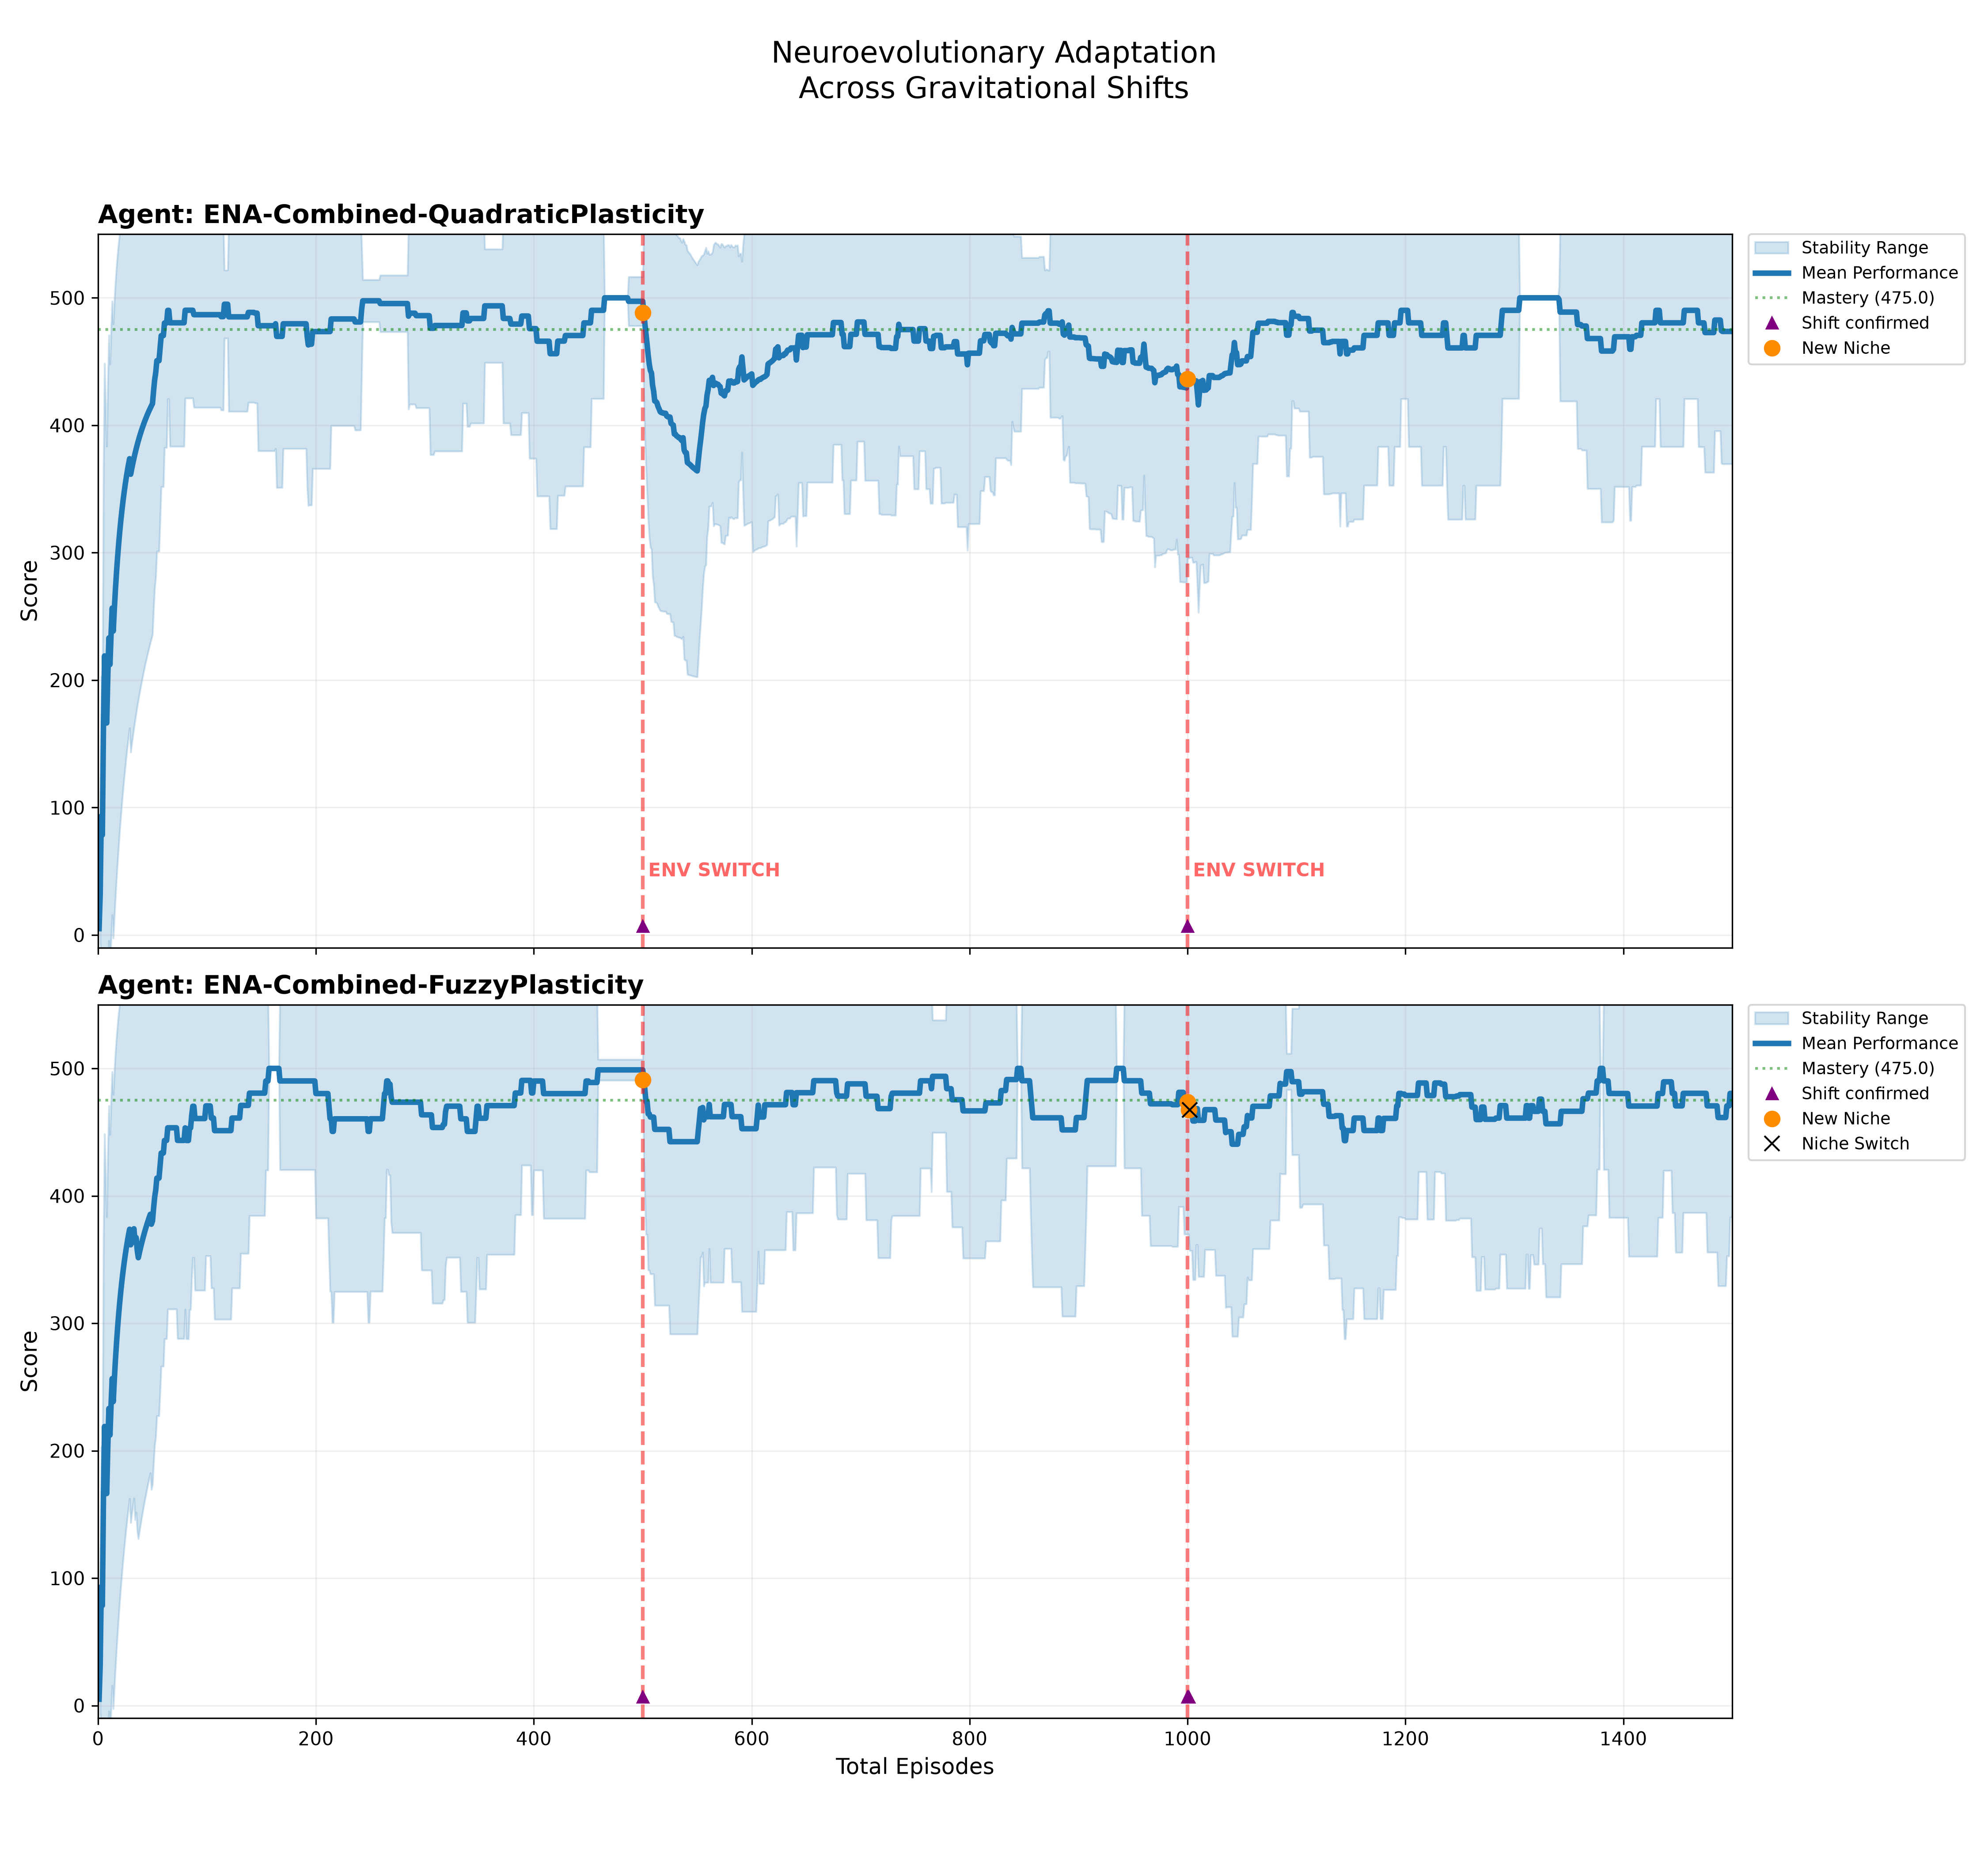 Neuroevolutionary Adaptation
Across Gravitational Shifts
Agent: ENA-Combined-QuadraticPlasticity
Score
500
400
300
200
100
0
ENV SWITCH
ENV SWITCH
Stability Range
Mean Performance
Mastery (475.0)
Shift confirmed
New Niche
Agent: ENA-Combined-FuzzyPlasticity
Score
500
400
300
200
100
0
Stability Range
Mean Performance
Mastery (475.0)
Shift confirmed
New Niche
Niche Switch
0
200
400
600
800
1000
1200
1400
Total Episodes